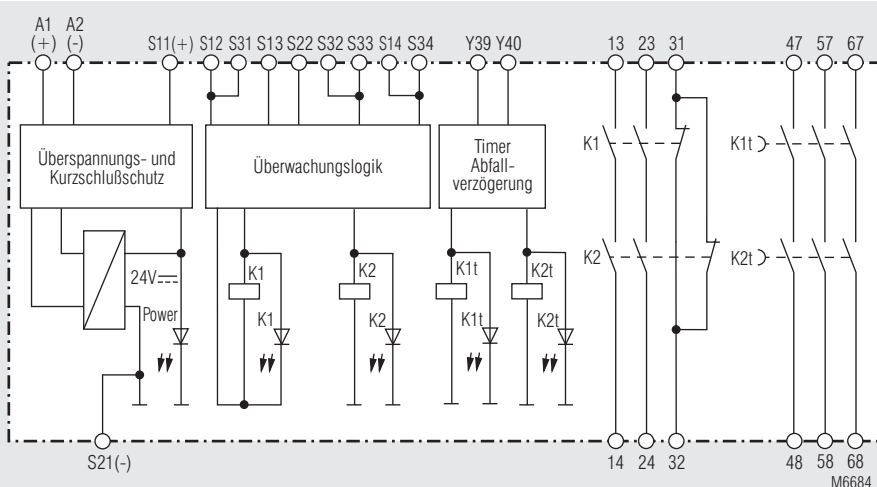 A1 A2
(+) (-) S11(+) S12 S31 S13 S22 S32 S33 S14 S34 Y39 Y40 13 23 31 47 57 67
Überspannungs- und
Kurzschlußschutz
Überwachungslogik
Timer
Abfall-
verzögerung
K1 K1t
K2 K2t
24V
K1 K2 K1t K2t
Power K1 K2 K1t K2t
S21(-) 14 24 32 48 58 68
M6684